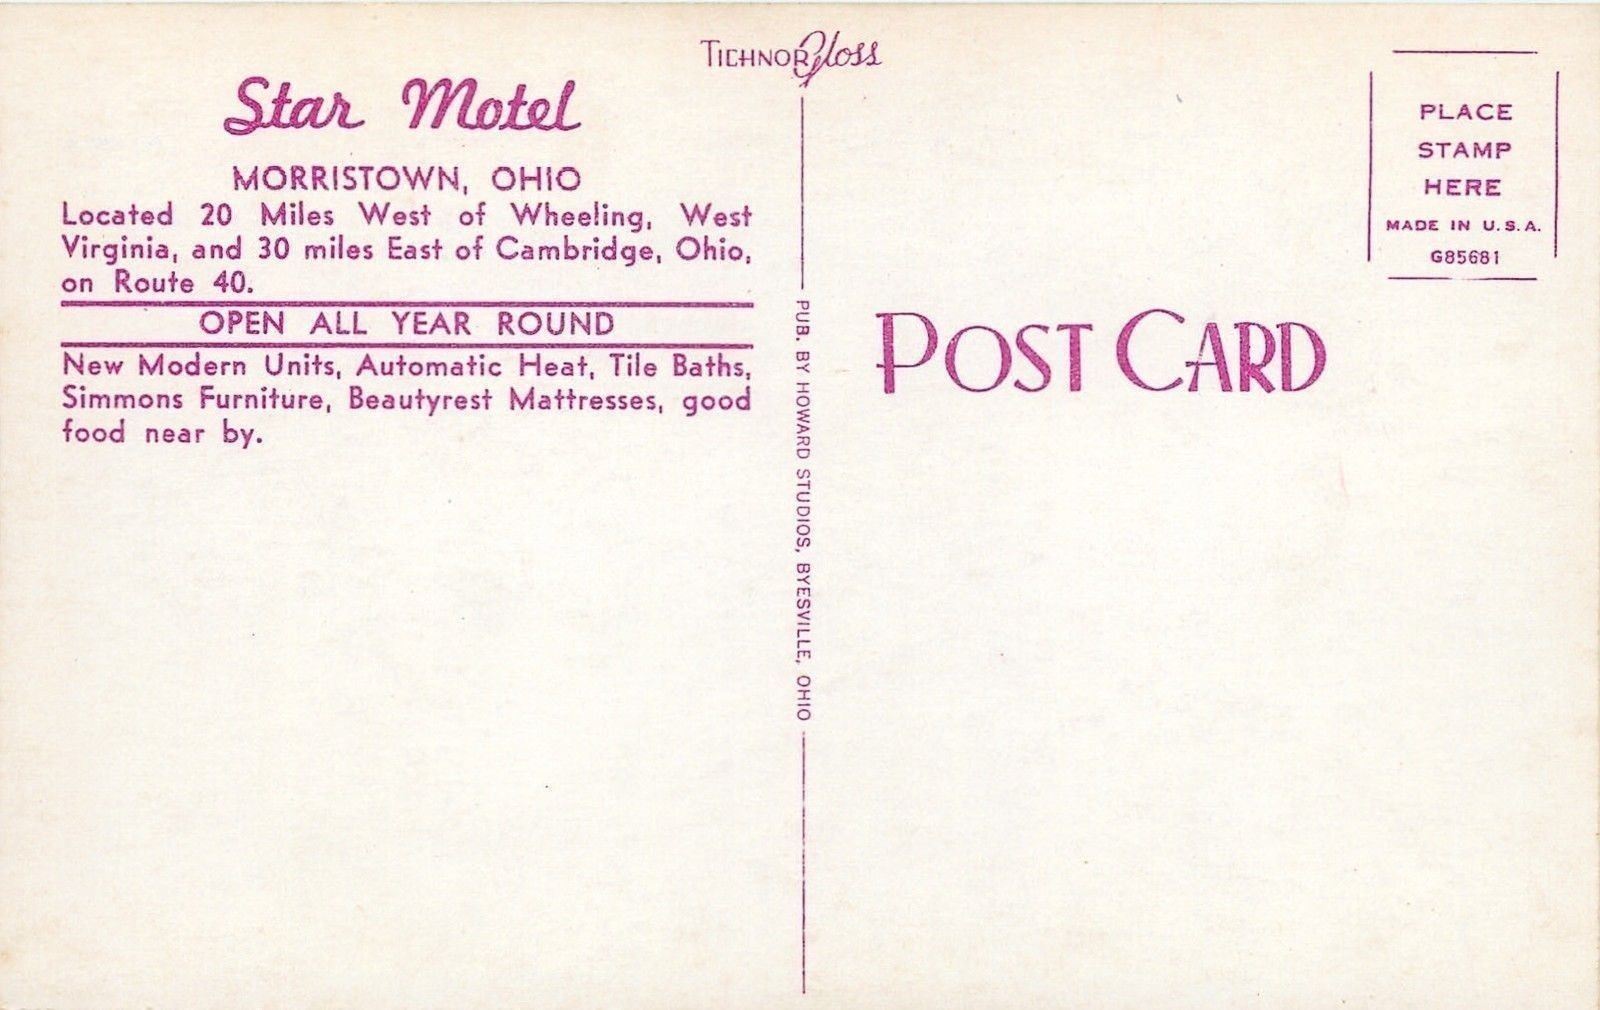 TICHNOR Gloss
Star Motel
MORRISTOWN, OHIO
Located 20 Miles West of Wheeling, West
Virginia, and 30 miles East of Cambridge, Ohio,
on Route 40.
OPEN ALL YEAR ROUND
New Modern Units, Automatic Heat, Tile Baths,
Simmons Furniture, Beautyrest Mattresses, good
food near by.
PUB. BY HOWARD STUDIOS, BYESVILLE, OHIO
PLACE
STAMP
HERE
MADE IN U.S.A.
G85681
POST CARD